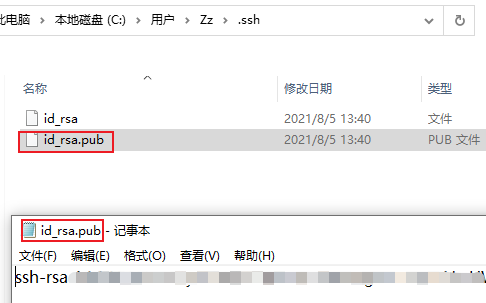 此电脑 > 本地磁盘 (C:) > 用户 > Zz > .ssh
名称 修改日期 类型
id_rsa 2021/8/5 13:40 文件
id_rsa.pub 2021/8/5 13:40 PUB 文件
id_rsa.pub - 记事本
文件(F) 编辑(E) 格式(O) 查看(V) 帮助(H)
ssh-rsa